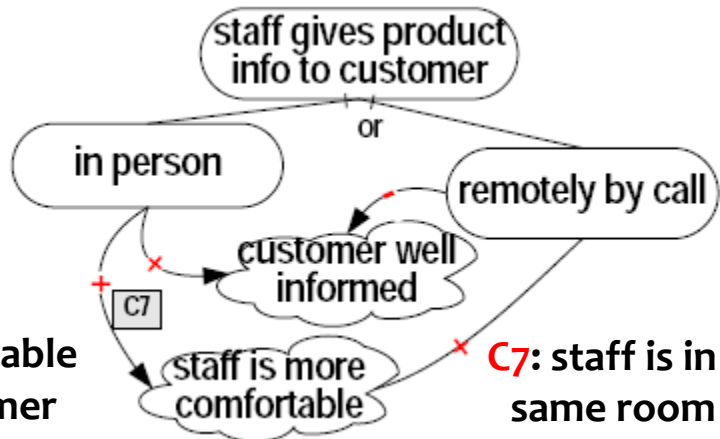 staff gives product
info to customer
or
in person
remotely by call
-
customer well
informed
+
C7
staff is more
comfortable
able
mer
C7: staff is in
same room